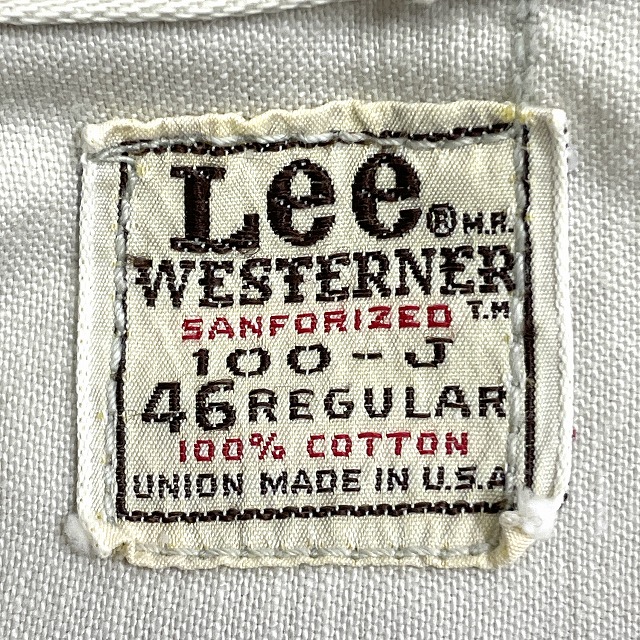 Lee ® M.R.
WESTERNER T.M
SANFORIZED
100-J
46 REGULAR
100% COTTON
UNION MADE IN U.S.A